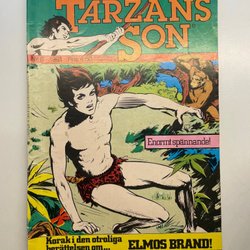 TARZANS
SON
Enormt spännande!
Korak i den otroliga
berättelsen om...
ELMOS BRAND!